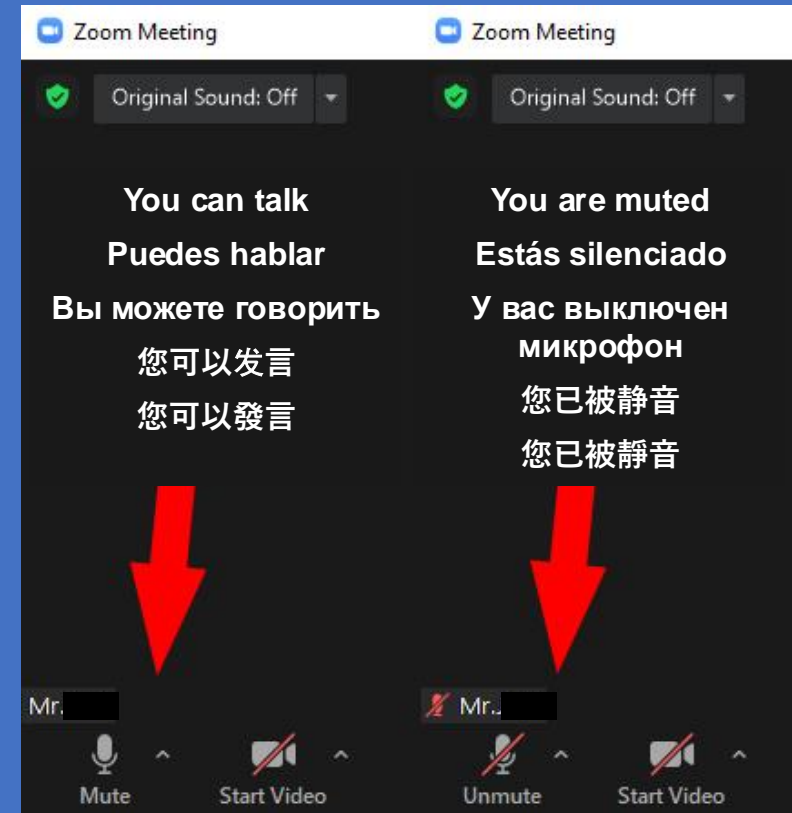 Zoom Meeting
Original Sound: Off
You can talk
Puedes hablar
Вы можете говорить
您可以发言
您可以發言
Mr.
Mute
Start Video
Zoom Meeting
Original Sound: Off
You are muted
Estás silenciado
У вас выключен
микрофон
您已被静音
您已被靜音
Mr.
Unmute
Start Video